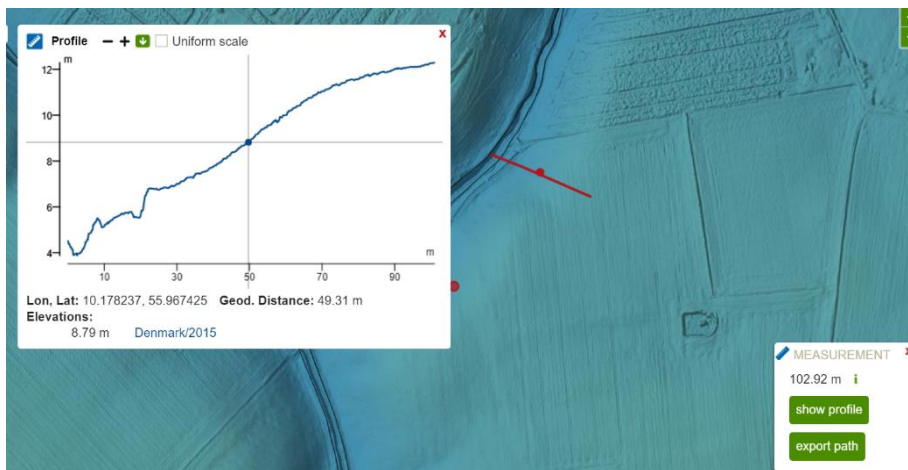 Profile − + Uniform scale x
m
12
10
8
6
4
m
10 30 50 70 90
Lon, Lat: 10.178237, 55.967425 Geod. Distance: 49.31 m
Elevations:
8.79 m Denmark/2015
MEASUREMENT x
102.92 m i
show profile
export path